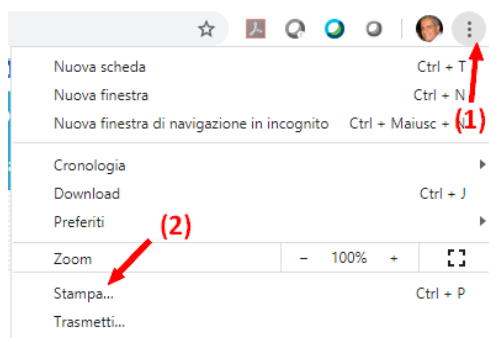 Nuova scheda Ctrl + T
Nuova finestra Ctrl + N
Nuova finestra di navigazione in incognito Ctrl + Maiusc + N
(1)
Cronologia
Download Ctrl + J
Preferiti
(2)
Zoom - 100% +
Stampa... Ctrl + P
Trasmetti...